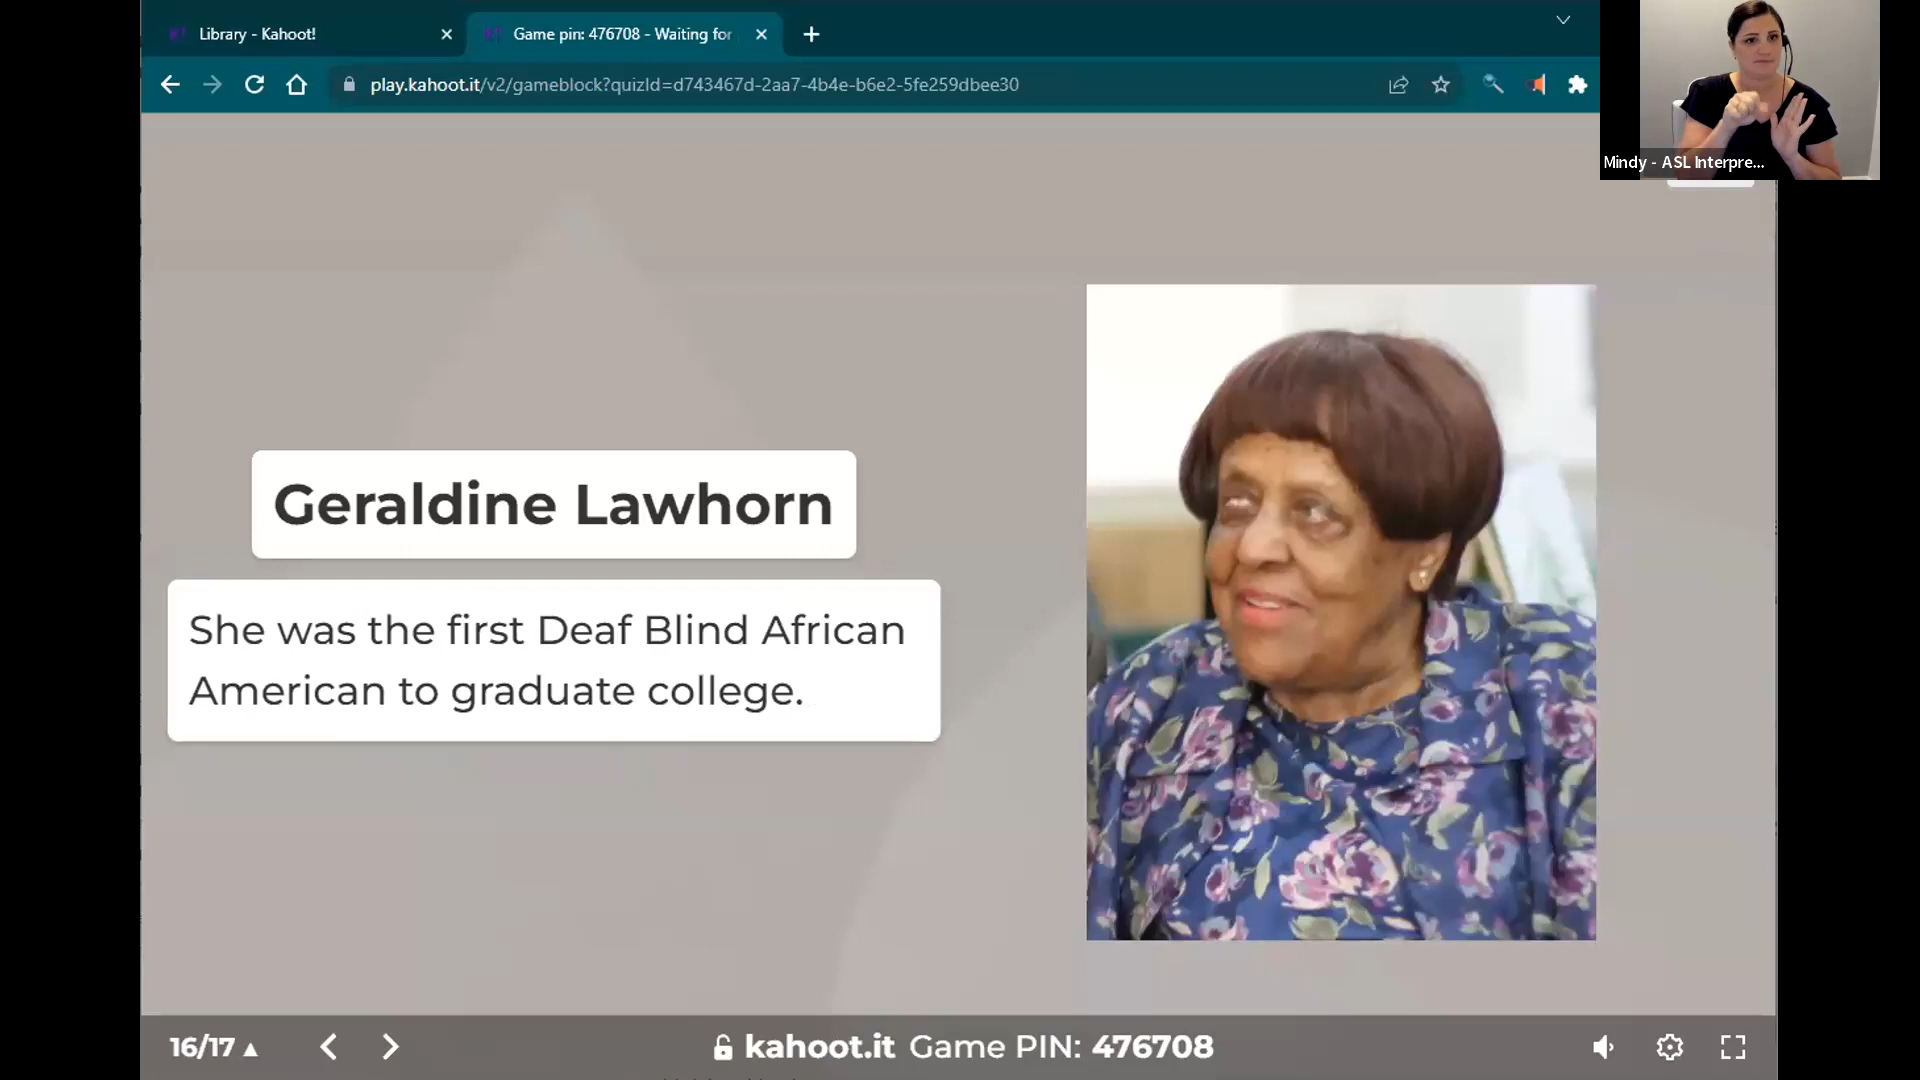 Library - Kahoot!
Game pin: 476708 - Waiting for
play.kahoot.it/v2/gameblock?quizId=d743467d-2aa7-4b4e-b6e2-5fe259dbee30
Mindy - ASL Interpre...
Geraldine Lawhorn
She was the first Deaf Blind African
American to graduate college.
16/17
kahoot.it Game PIN: 476708